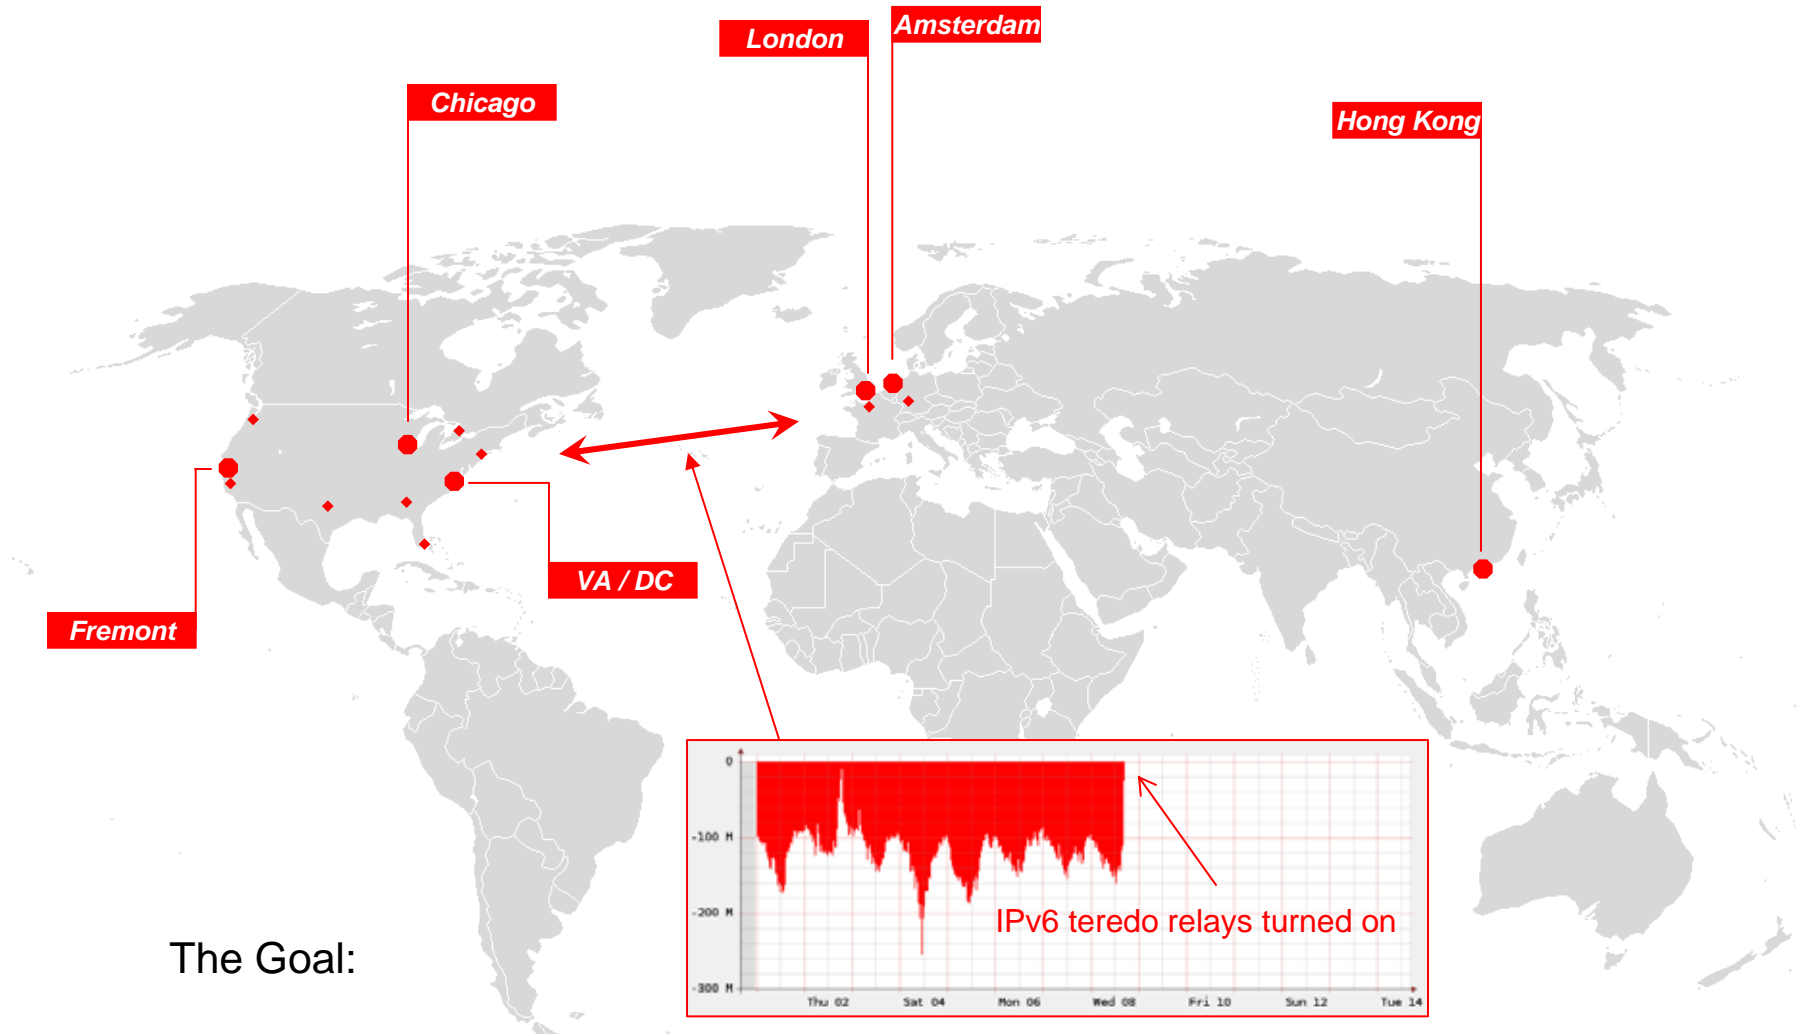 Amsterdam
London
Chicago
Hong Kong
VA / DC
Fremont
0
-100 M
-200 M
IPv6 teredo relays turned on
-300 M
Thu 02 Sat 04 Mon 06 Wed 08 Fri 10 Sun 12 Tue 14
The Goal: